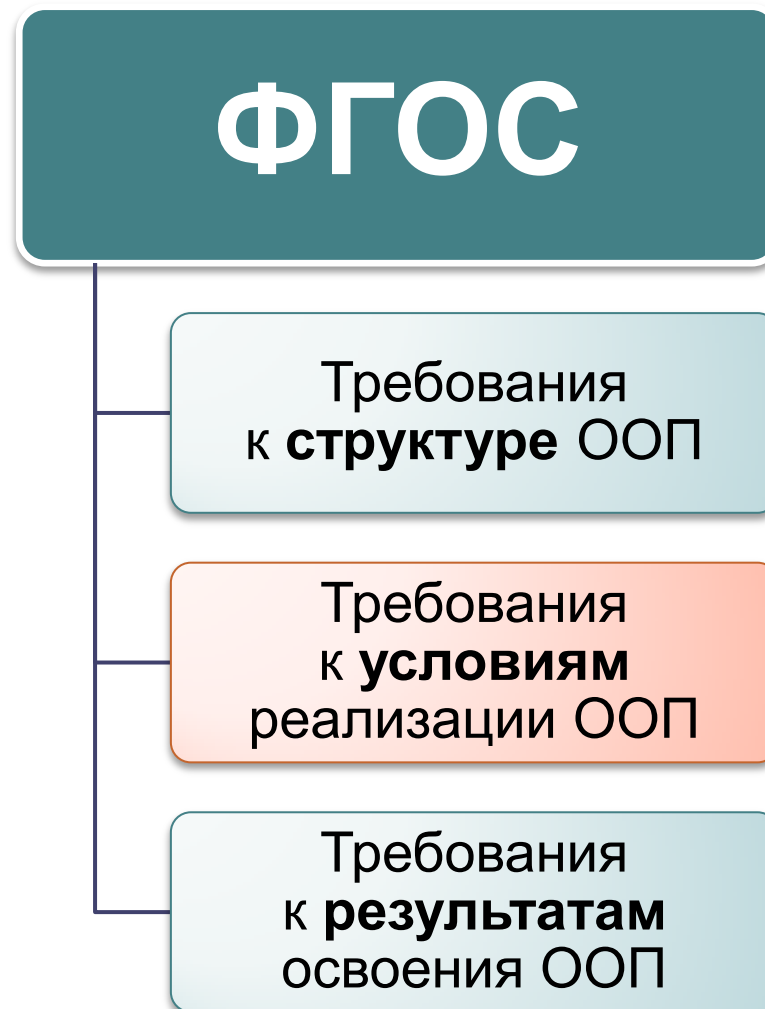 ФГОС
Требования
к структуре ООП
Требования
к условиям
реализации ООП
Требования
к результатам
освоения ООП